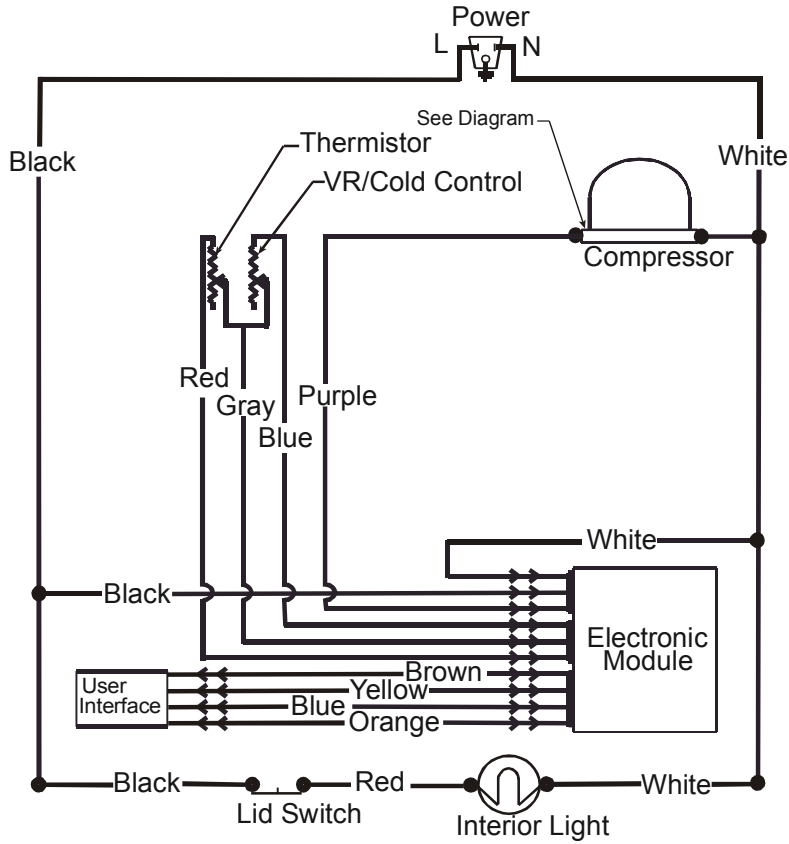 Power
L N
See Diagram
Thermistor
Black
White
VR/Cold Control
Compressor
Red
Purple
Gray
Blue
White
Black
Electronic
Module
Brown
User
Interface
Yellow
Blue
Orange
Black
Red
White
Lid Switch
Interior Light